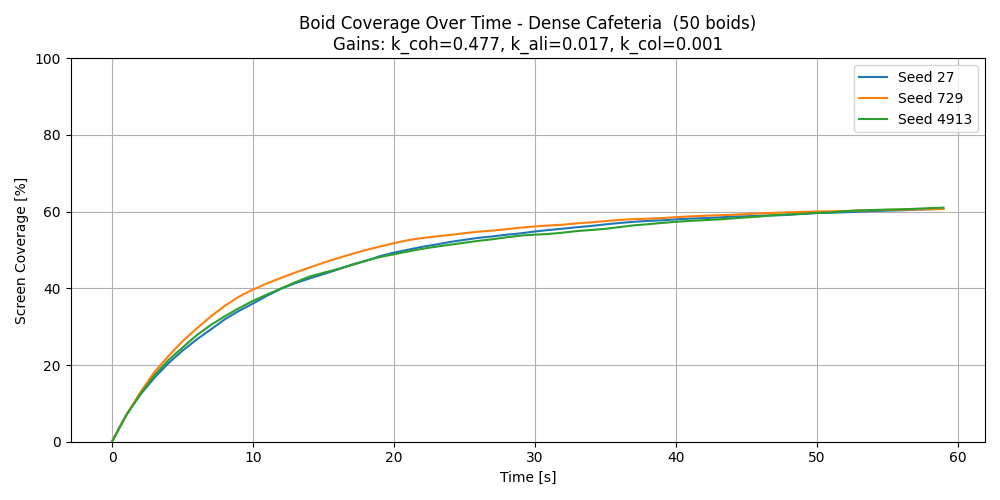 Boid Coverage Over Time - Dense Cafeteria  (50 boids)
Gains: k_coh=0.477, k_ali=0.017, k_col=0.001
100
80
60
40
20
0
Screen Coverage [%]
Seed 27
Seed 729
Seed 4913
0 10 20 30 40 50 60
Time [s]